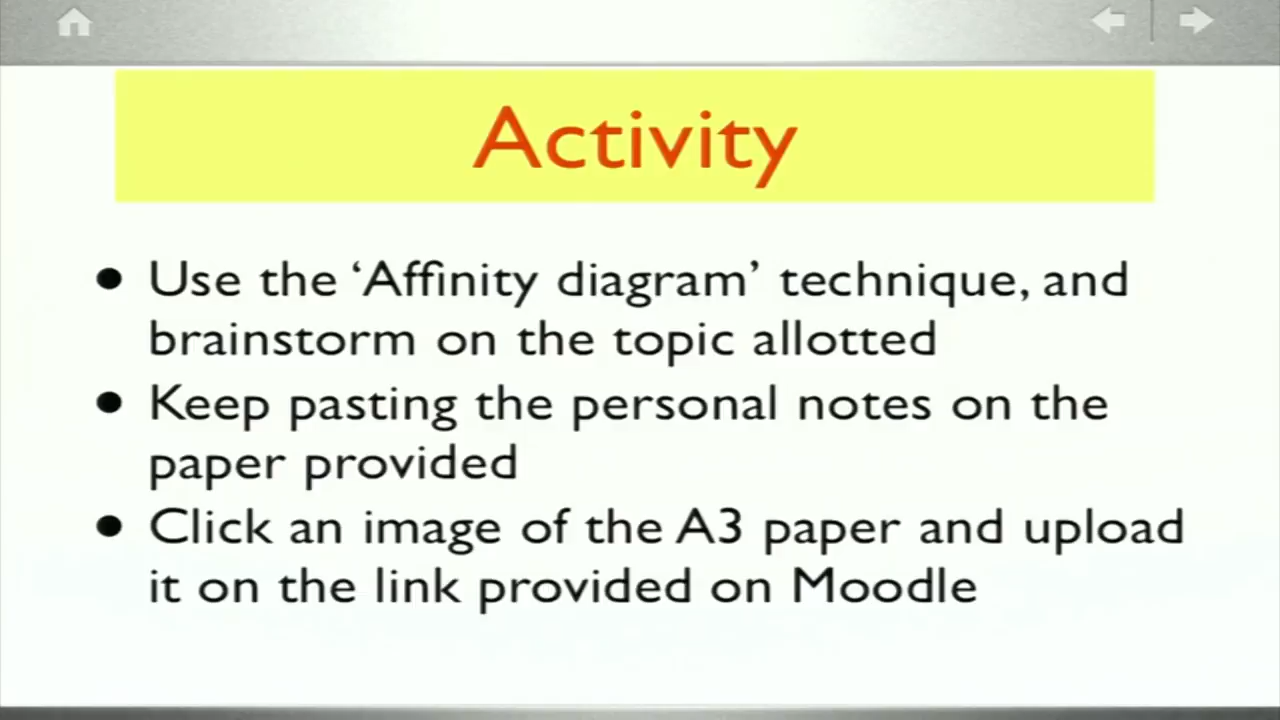 Activity
• Use the ‘Affinity diagram’ technique, and
brainstorm on the topic allotted
• Keep pasting the personal notes on the
paper provided
• Click an image of the A3 paper and upload
it on the link provided on Moodle